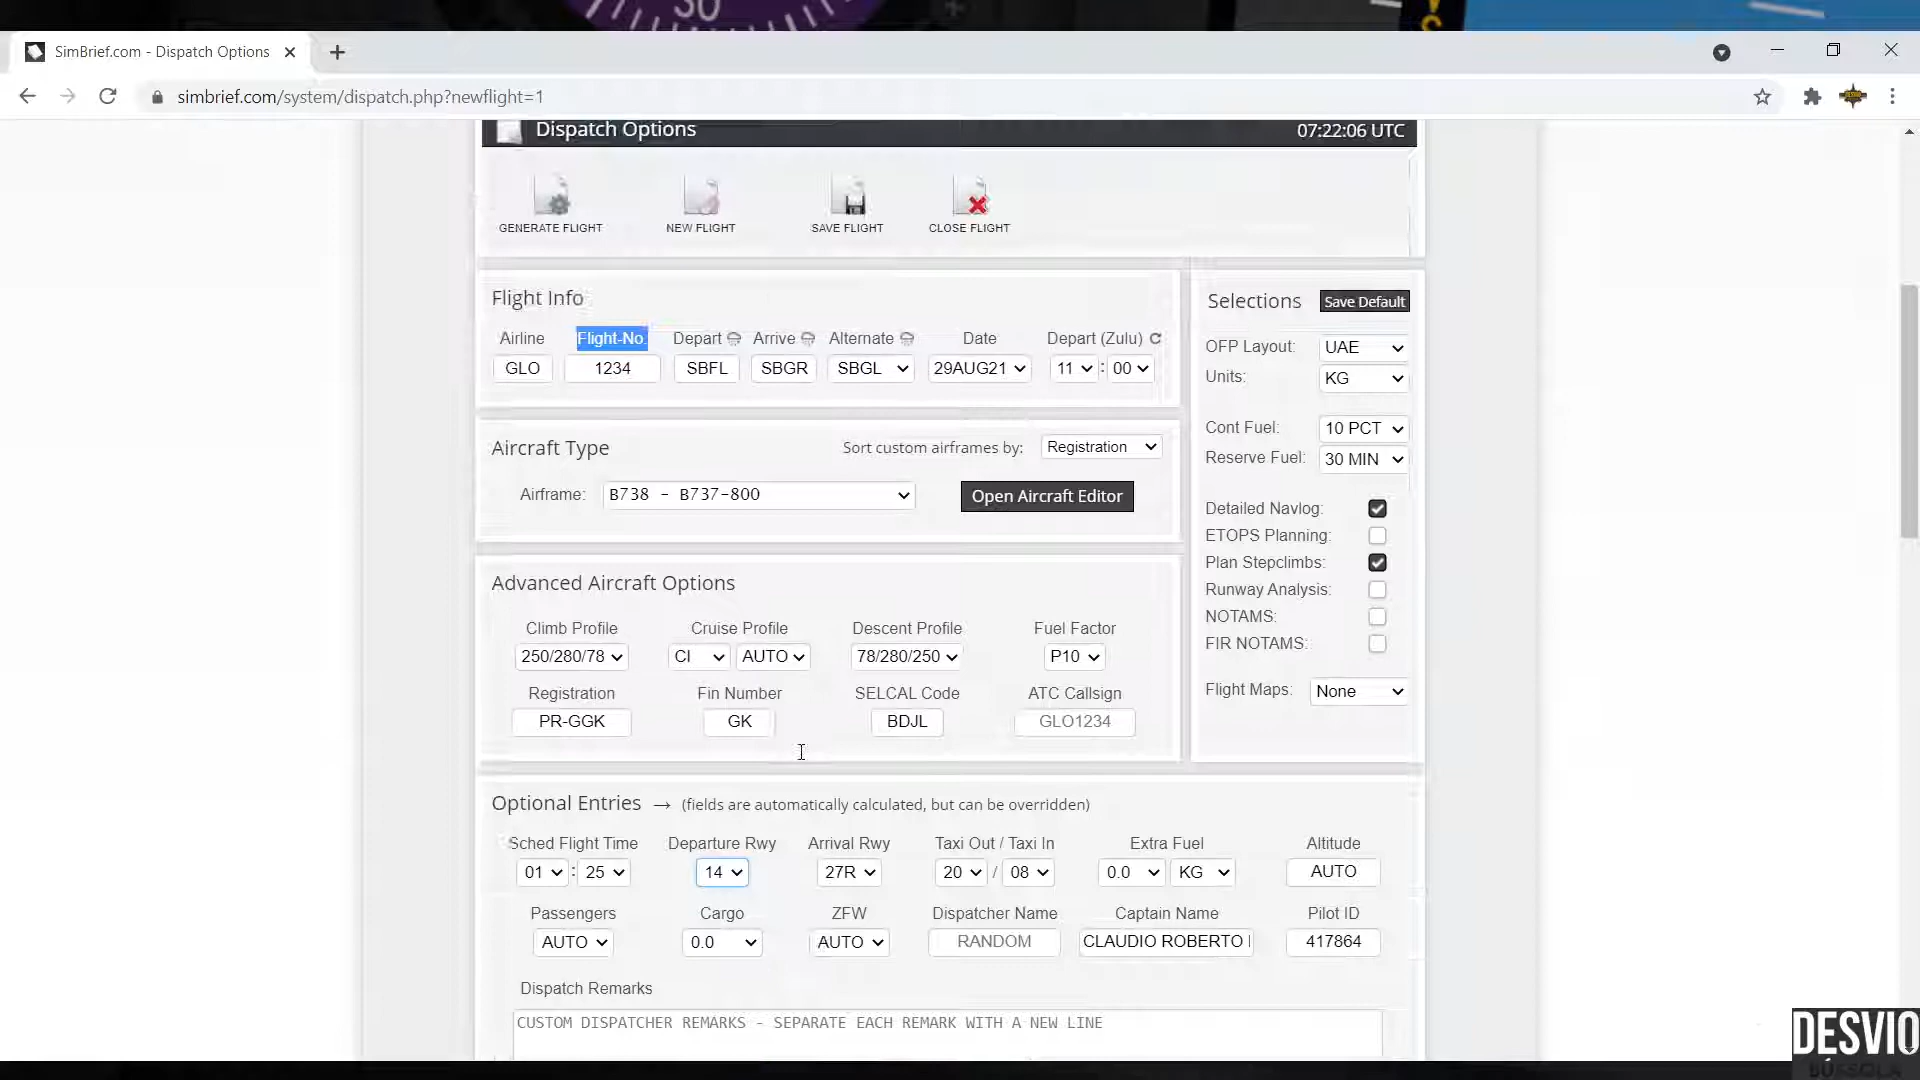 30
SimBrief.com - Dispatch Options
simbrief.com/system/dispatch.php?newflight=1
Dispatch Options 07:22:06 UTC
GENERATE FLIGHT NEW FLIGHT SAVE FLIGHT CLOSE FLIGHT
Flight Info
Airline Flight-No. Depart Arrive Alternate Date Depart (Zulu)
GLO 1234 SBFL SBGR SBGL 29AUG21 11 : 00
Aircraft Type Sort custom airframes by: Registration
Airframe: B738 - B737-800 Open Aircraft Editor
Advanced Aircraft Options
Climb Profile Cruise Profile Descent Profile Fuel Factor
250/280/78 CI AUTO 78/280/250 P10
Registration Fin Number SELCAL Code ATC Callsign
PR-GGK GK BDJL GLO1234
Selections Save Default
OFP Layout: UAE
Units: KG
Cont Fuel: 10 PCT
Reserve Fuel: 30 MIN
Detailed Navlog:
ETOPS Planning:
Plan Stepclimbs:
Runway Analysis:
NOTAMS:
FIR NOTAMS:
Flight Maps: None
Optional Entries → (fields are automatically calculated, but can be overridden)
Sched Flight Time Departure Rwy Arrival Rwy Taxi Out / Taxi In Extra Fuel Altitude
01 : 25 14 27R 20 / 08 0.0 KG AUTO
Passengers Cargo ZFW Dispatcher Name Captain Name Pilot ID
AUTO 0.0 AUTO RANDOM CLAUDIO ROBERTO 417864
Dispatch Remarks
CUSTOM DISPATCHER REMARKS - SEPARATE EACH REMARK WITH A NEW LINE
DESVIO
BÚSSOLA